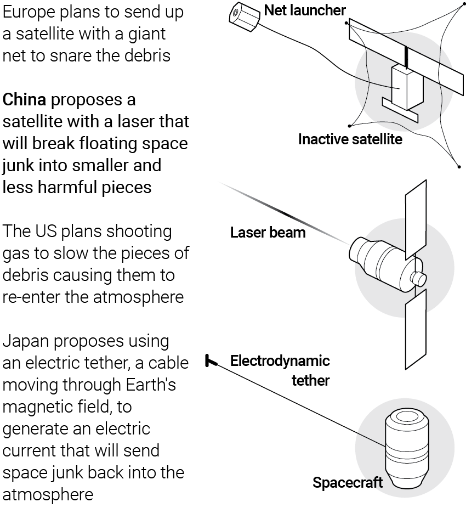 Europe plans to send up
a satellite with a giant
net to snare the debris
Net launcher
Inactive satellite
China proposes a
satellite with a laser that
will break floating space
junk into smaller and
less harmful pieces
Laser beam
The US plans shooting
gas to slow the pieces of
debris causing them to
re-enter the atmosphere
Japan proposes using
an electric tether, a cable
moving through Earth's
magnetic field, to
generate an electric
current that will send
space junk back into the
atmosphere
Electrodynamic
tether
Spacecraft